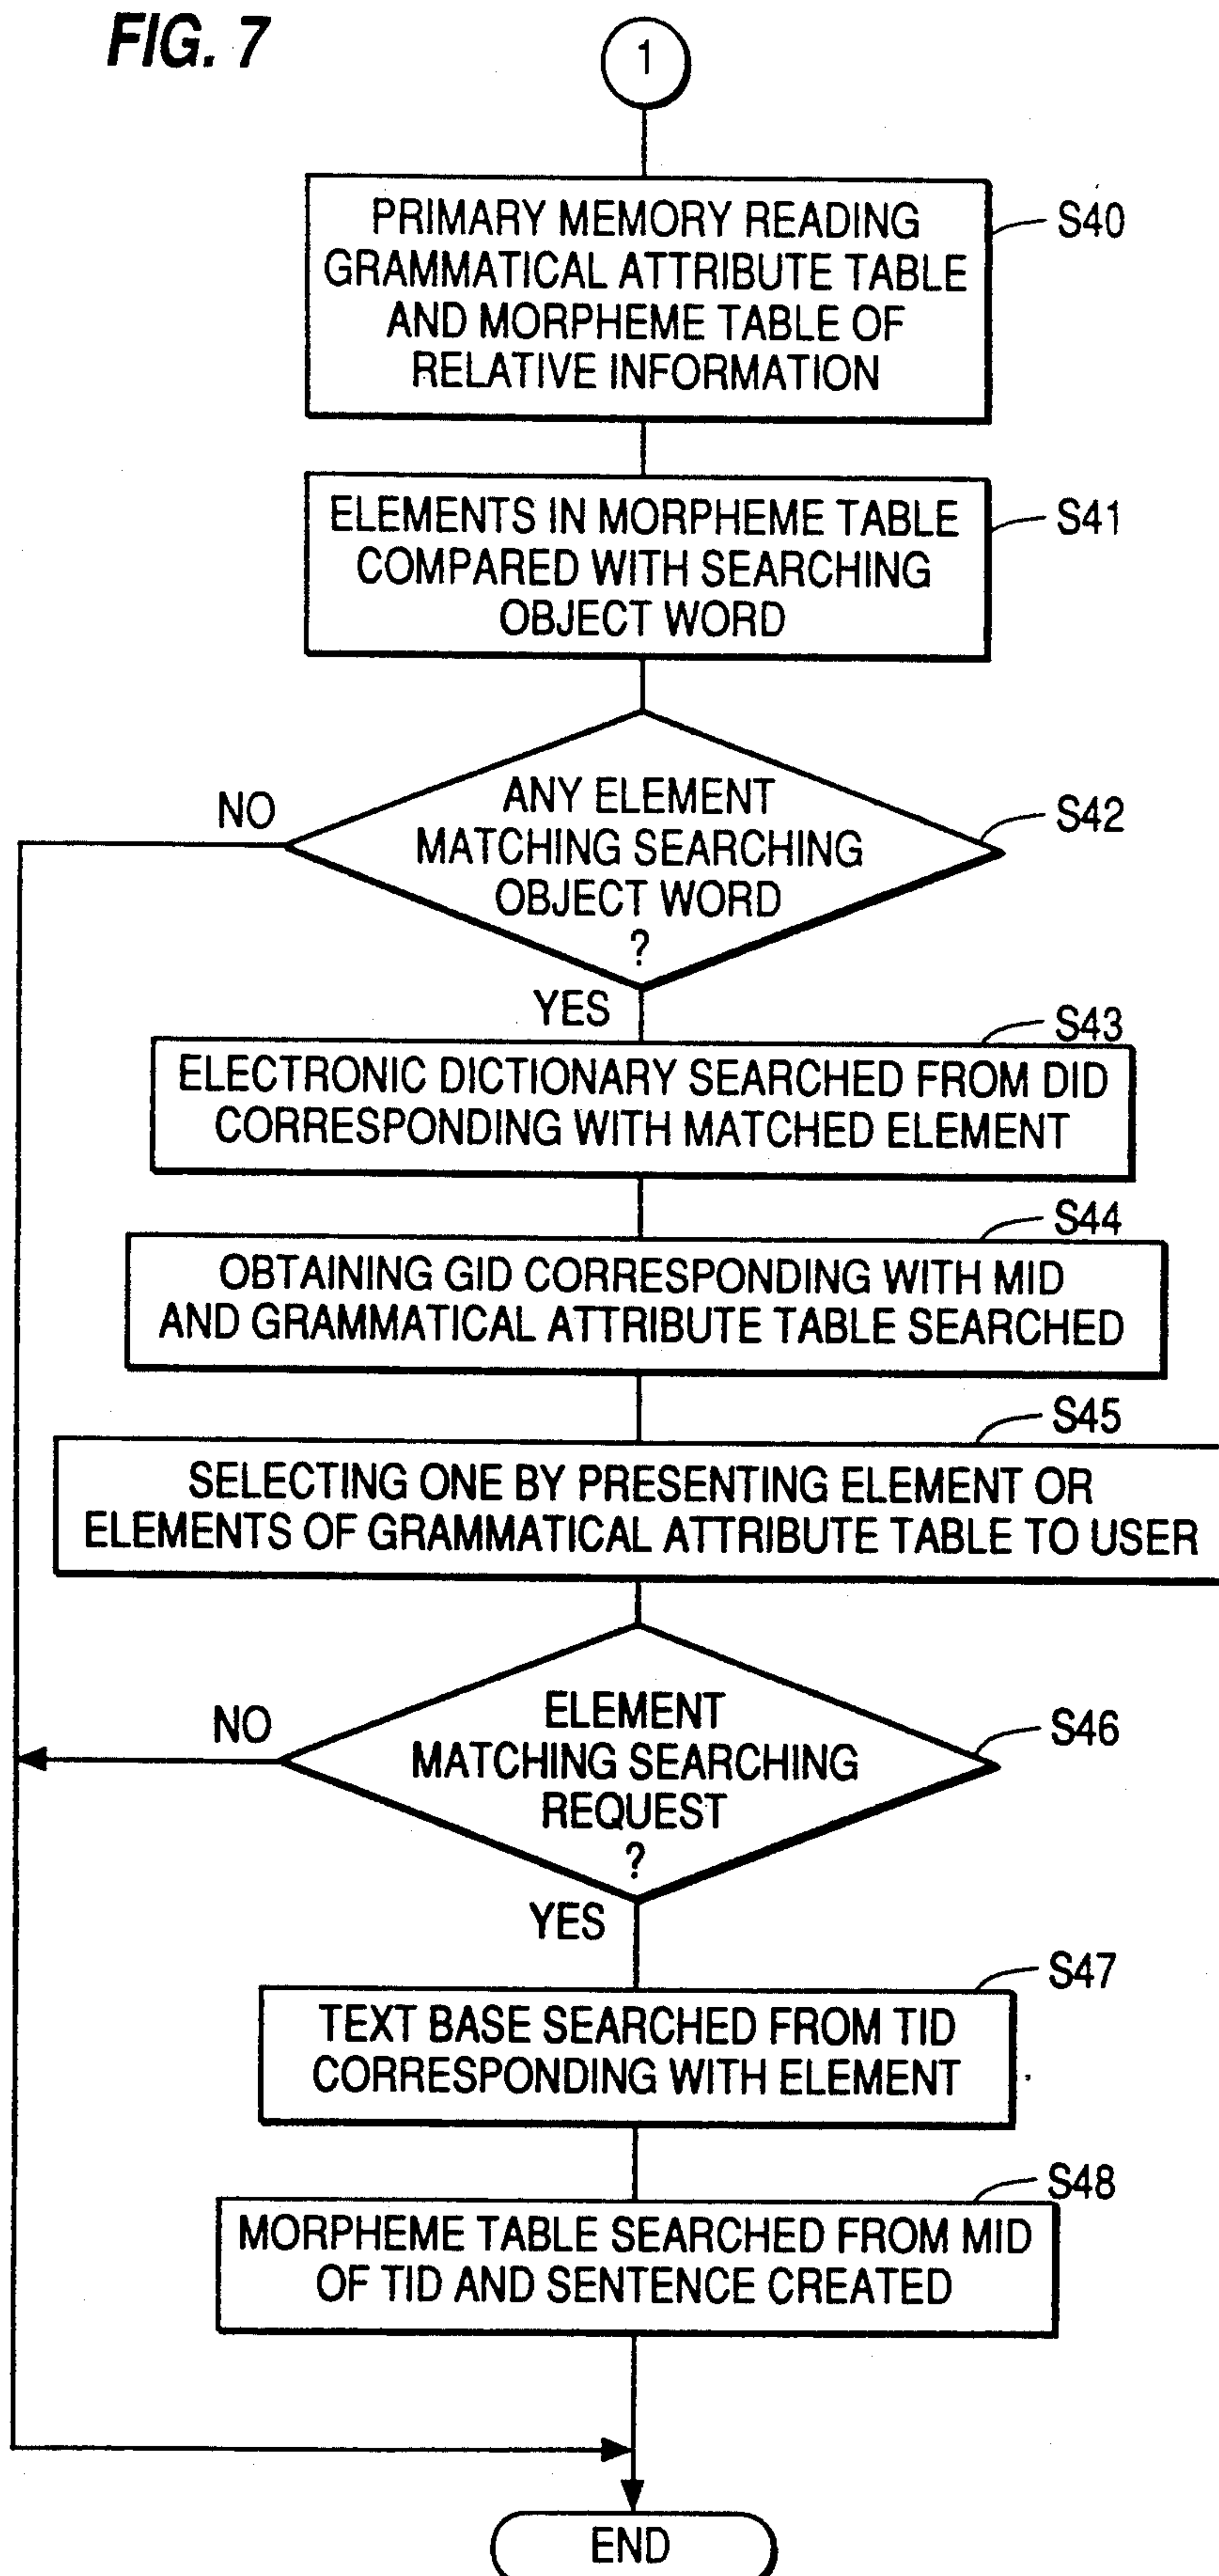 FIG. 7
1
PRIMARY MEMORY READING
GRAMMATICAL ATTRIBUTE TABLE
AND MORPHEME TABLE OF
RELATIVE INFORMATION
S40
ELEMENTS IN MORPHEME TABLE
COMPARED WITH SEARCHING
OBJECT WORD
S41
ANY ELEMENT
MATCHING SEARCHING
OBJECT WORD
?
S42
NO
YES
S43
ELECTRONIC DICTIONARY SEARCHED FROM DID
CORRESPONDING WITH MATCHED ELEMENT
S44
OBTAINING GID CORRESPONDING WITH MID
AND GRAMMATICAL ATTRIBUTE TABLE SEARCHED
S45
SELECTING ONE BY PRESENTING ELEMENT OR
ELEMENTS OF GRAMMATICAL ATTRIBUTE TABLE TO USER
ELEMENT
MATCHING SEARCHING
REQUEST
?
S46
NO
YES
S47
TEXT BASE SEARCHED FROM TID
CORRESPONDING WITH ELEMENT
S48
MORPHEME TABLE SEARCHED FROM MID
OF TID AND SENTENCE CREATED
END